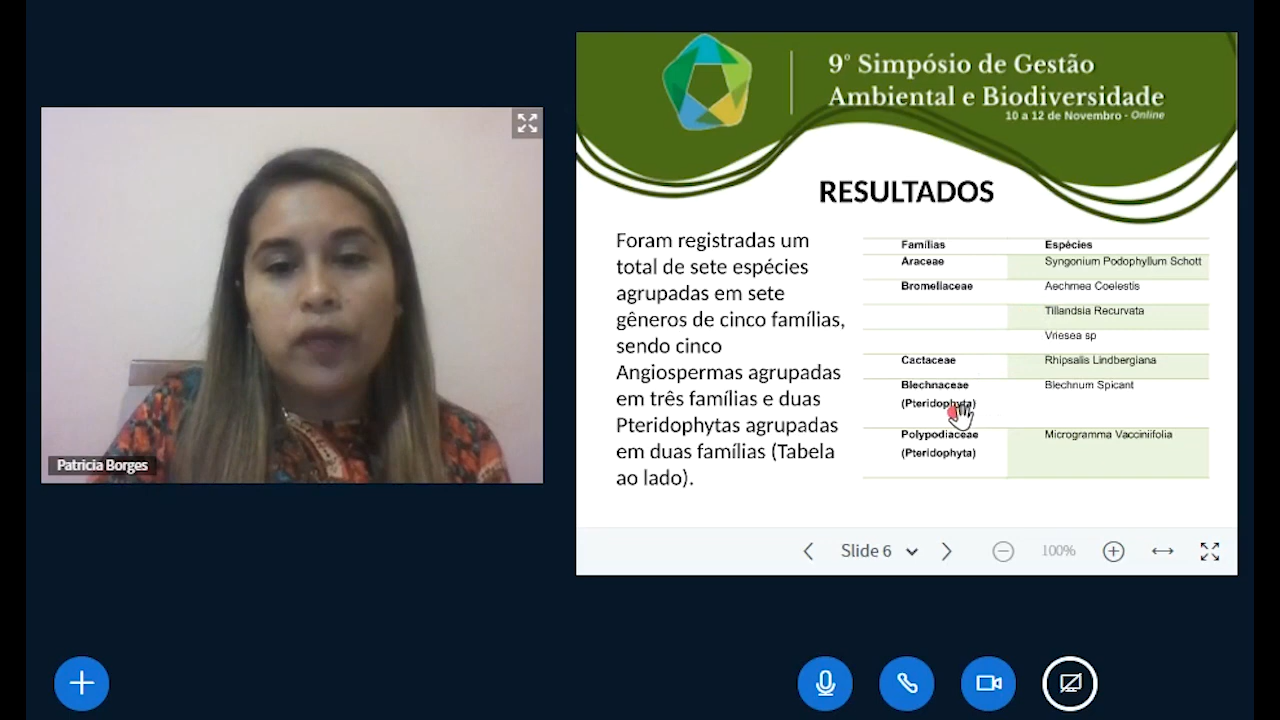 Patricia Borges
9° Simpósio de Gestão
Ambiental e Biodiversidade
10 a 12 de Novembro - Online
RESULTADOS
Foram registradas um
total de sete espécies
agrupadas em sete
gêneros de cinco famílias,
sendo cinco
Angiospermas agrupadas
em três famílias e duas
Pteridophytas agrupadas
em duas famílias (Tabela
ao lado).
Famílias Espécies
Araceae Syngonium Podophyllum Schott
Bromeliaceae Aechmea Coelestis
Tillandsia Recurvata
Vriesea sp
Cactaceae Rhipsalis Lindbergiana
Blechnaceae Blechnum Spicant
(Pteridophyta)
Polypodiaceae Microgramma Vacciniifolia
(Pteridophyta)
Slide 6
100%